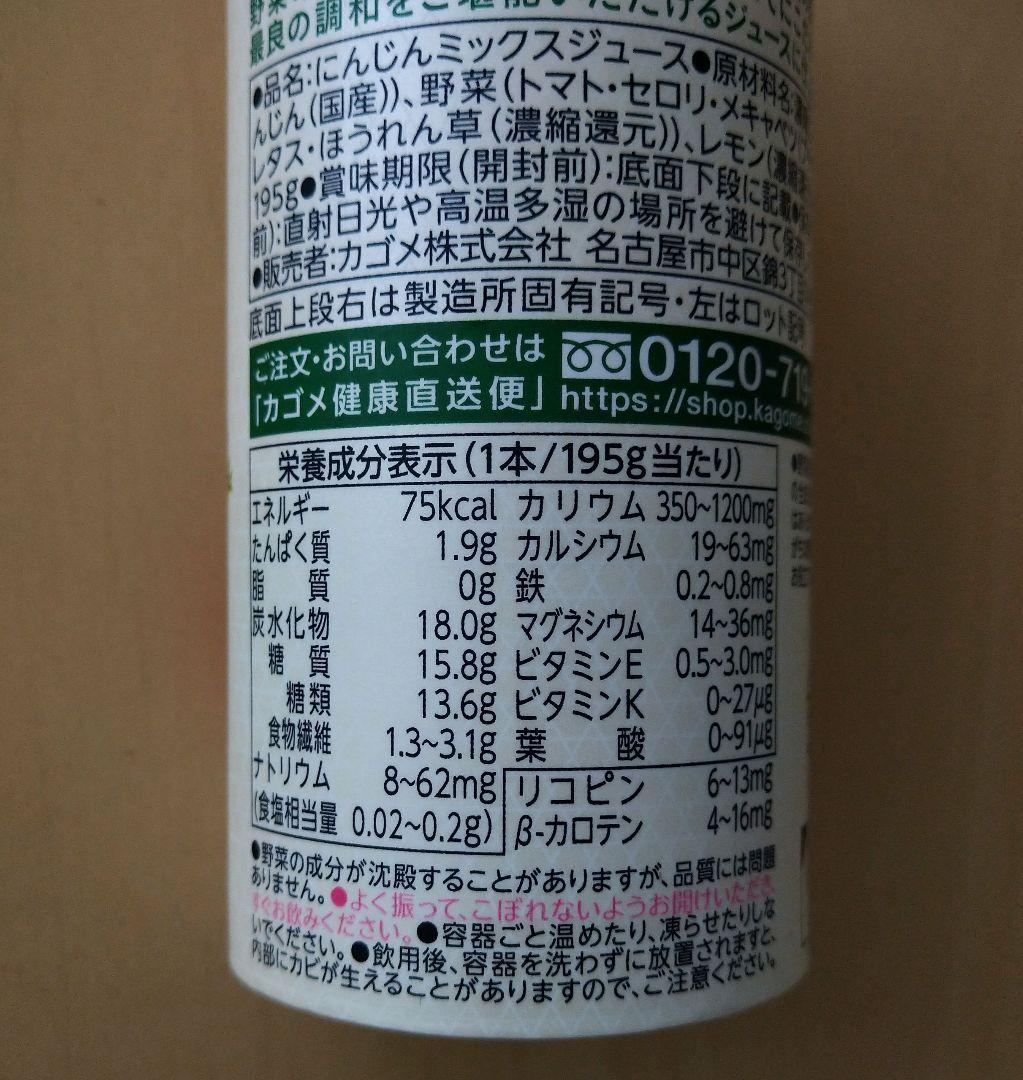 最良の調和をご堪能いただけるジュースに
●品名:にんじんミックスジュース●原材料名:
んじん(国産))、野菜(トマト・セロリ・メキャベツ
レタス・ほうれん草(濃縮還元))、レモン(濃縮
195g●賞味期限(開封前):底面下段に記載●
前):直射日光や高温多湿の場所を避けて保存
●販売者:カゴメ株式会社 名古屋市中区錦3丁
底面上段右は製造所固有記号・左はロット記号
ご注文・お問い合わせは 0120-719
「カゴメ健康直送便」 https://shop.kagome
栄養成分表示(1本/195g当たり)
エネルギー 75kcal
たんぱく質 1.9g
脂質 0g
炭水化物 18.0g
糖質 15.8g
糖類 13.6g
食物繊維 1.3~3.1g
ナトリウム 8~62mg
(食塩相当量 0.02~0.2g)
カリウム 350~1200mg
カルシウム 19~63mg
鉄 0.2~0.8mg
マグネシウム 14~36mg
ビタミンE 0.5~3.0mg
ビタミンK 0~27μg
葉酸 0~91μg
リコピン 6~13mg
β-カロテン 4~16mg
●野菜の成分が沈殿することがありますが、品質には問題
ありません。●よく振って、こぼれないようお開けいただき、
すぐお飲みください。●容器ごと温めたり、凍らせたりしな
いでください。●飲用後、容器を洗わずに放置されますと、
内部にカビが生えることがありますので、ご注意ください。